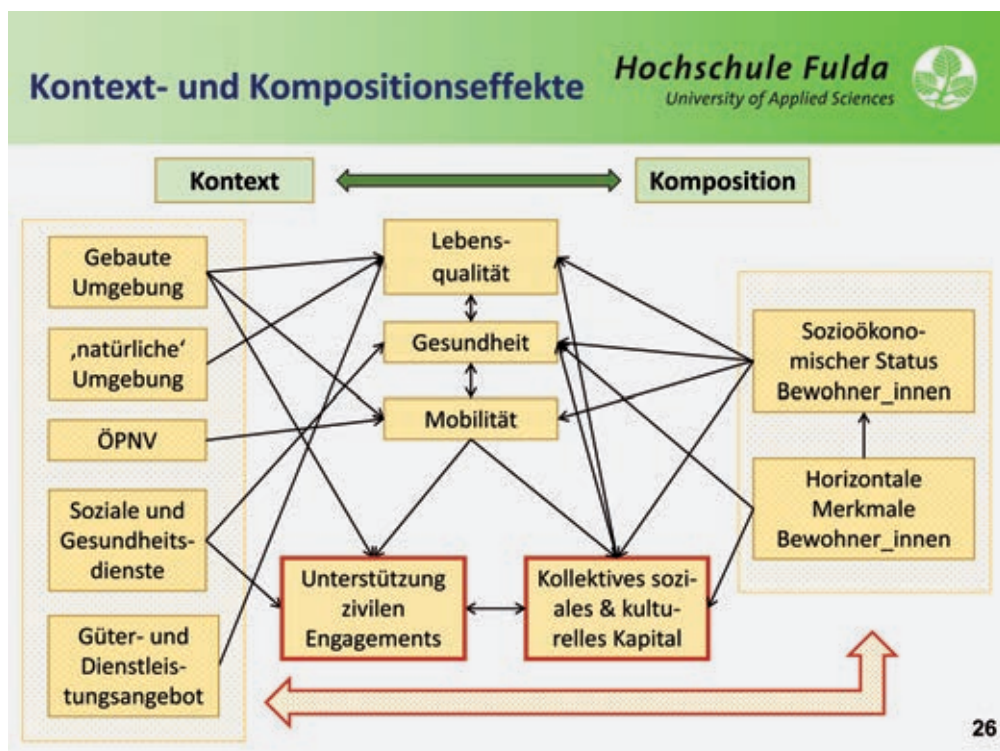 Kontext- und Kompositionseffekte
Hochschule Fulda
University of Applied Sciences
Kontext
Komposition
Gebaute
Umgebung
‚natürliche‘
Umgebung
ÖPNV
Soziale und
Gesundheits-
dienste
Güter- und
Dienstleis-
tungsangebot
Lebens-
qualität
Gesundheit
Mobilität
Unterstützung
zivilen
Engagements
Kollektives sozi-
ales & kultu-
relles Kapital
Sozioökono-
mischer Status
Bewohner_innen
Horizontale
Merkmale
Bewohner_innen
26